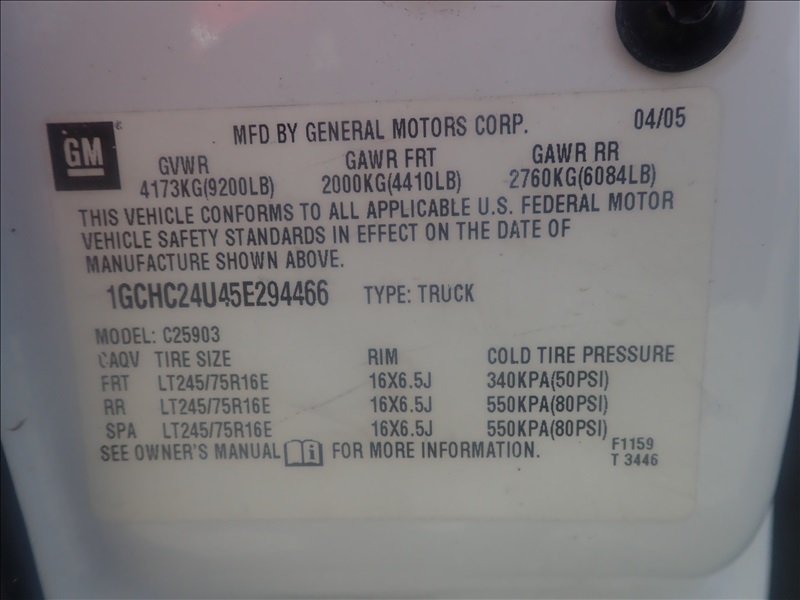 GM ® MFD BY GENERAL MOTORS CORP. 04/05
GVWR GAWR FRT GAWR RR
4173KG(9200LB) 2000KG(4410LB) 2760KG(6084LB)
THIS VEHICLE CONFORMS TO ALL APPLICABLE U.S. FEDERAL MOTOR
VEHICLE SAFETY STANDARDS IN EFFECT ON THE DATE OF
MANUFACTURE SHOWN ABOVE.
1GCHC24U45E294466 TYPE: TRUCK
MODEL: C25903
CAQV TIRE SIZE RIM COLD TIRE PRESSURE
FRT LT245/75R16E 16X6.5J 340KPA(50PSI)
RR LT245/75R16E 16X6.5J 550KPA(80PSI)
SPA LT245/75R16E 16X6.5J 550KPA(80PSI)
SEE OWNER'S MANUAL i FOR MORE INFORMATION. F1159
T 3446